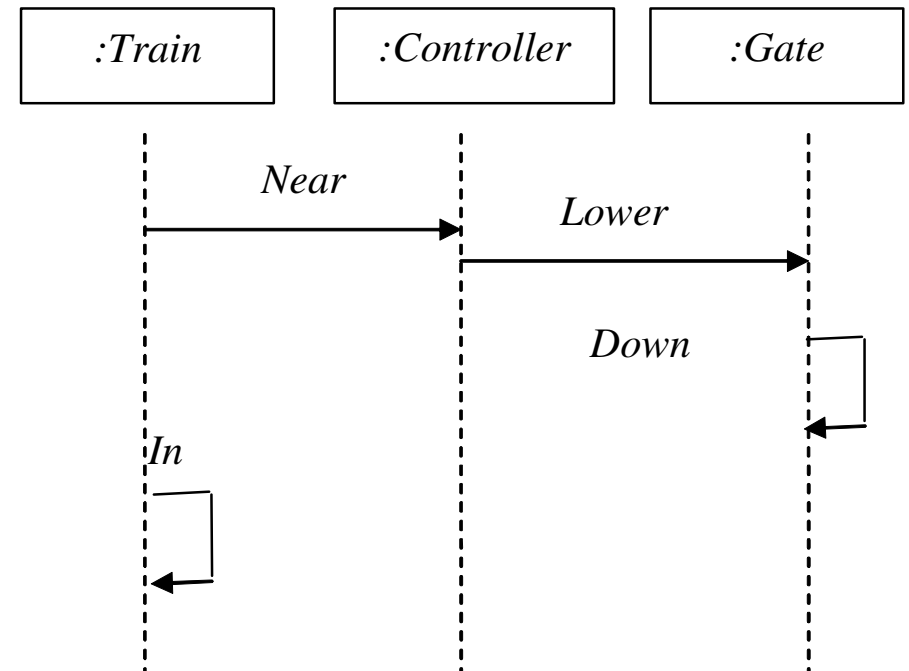 :Train
:Controller
:Gate
Near
Lower
Down
In